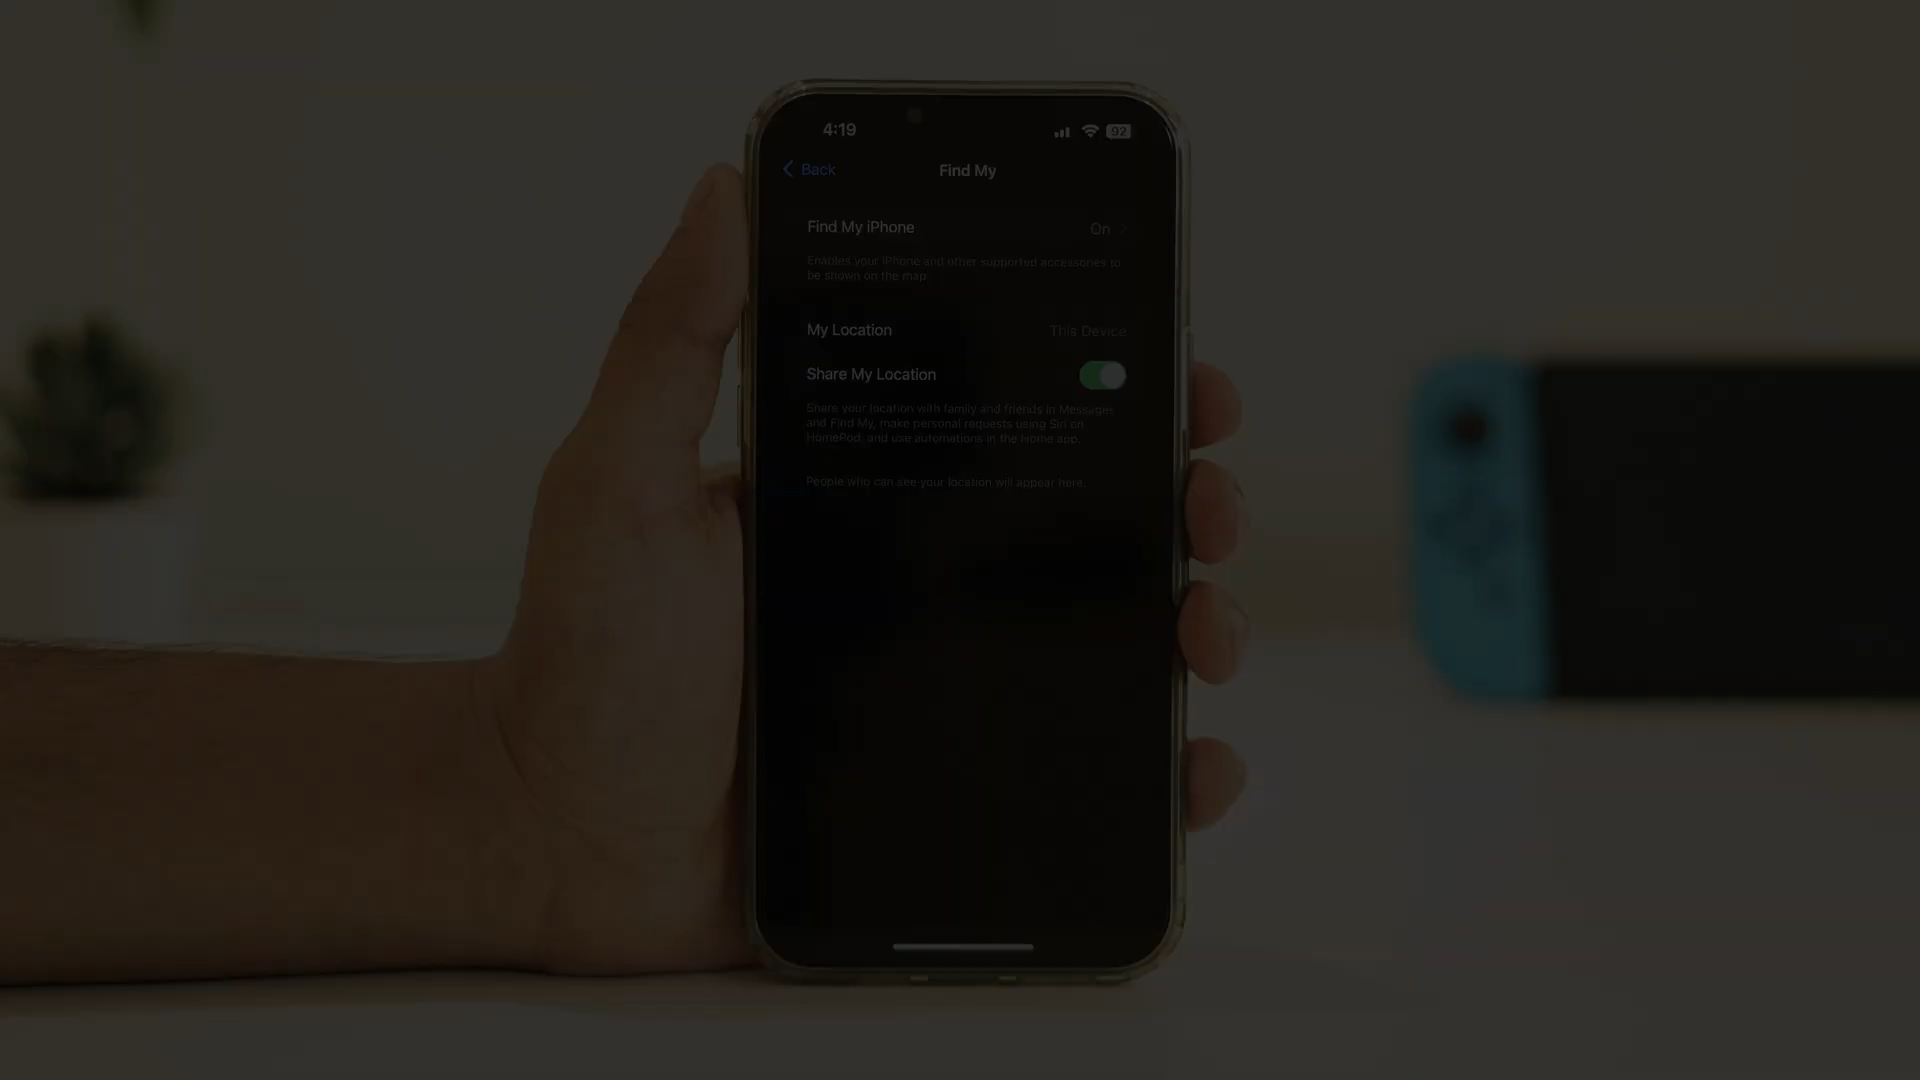 4:19
92
Back
Find My
Find My iPhone
On
Enables your iPhone and other supported accessories to
be shown on the map.
My Location
This Device
Share My Location
Share your location with family and friends in Messages
and Find My, make personal requests using Siri on
HomePod, and use automations in the Home app.
People who can see your location will appear here.